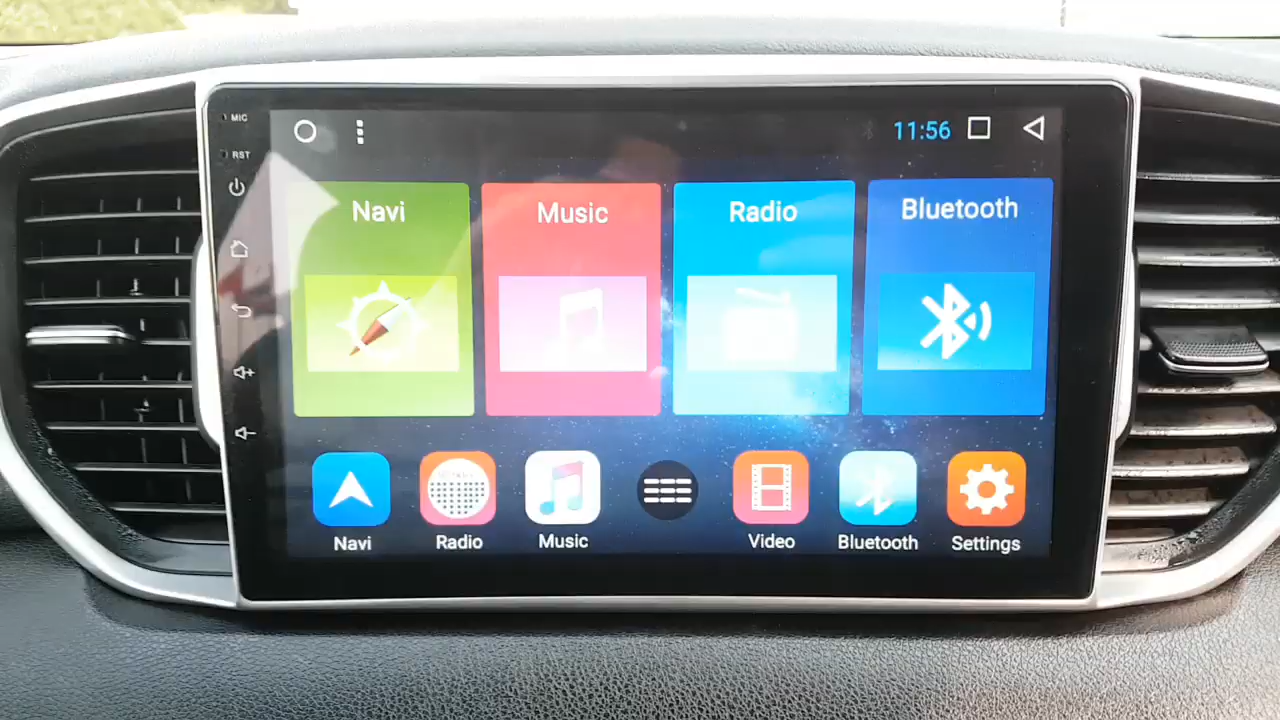 MIC
RST
11:56
Navi
Music
Radio
Bluetooth
Navi
Radio
Music
Video
Bluetooth
Settings